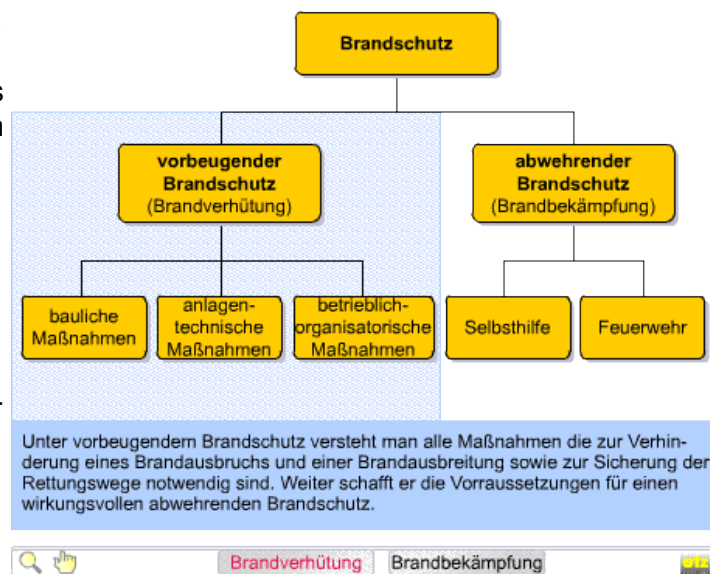 Brandschutz
vorbeugender
Brandschutz
(Brandverhütung)
abwehrender
Brandschutz
(Brandbekämpfung)
bauliche
Maßnahmen
anlagen-
technische
Maßnahmen
betrieblich-
organisatorische
Maßnahmen
Selbsthilfe
Feuerwehr
Unter vorbeugendem Brandschutz versteht man alle Maßnahmen die zur Verhin-
derung eines Brandausbruchs und einer Brandausbreitung sowie zur Sicherung der
Rettungswege notwendig sind. Weiter schafft er die Vorraussetzungen für einen
wirkungsvollen abwehrenden Brandschutz.
Brandverhütung
Brandbekämpfung